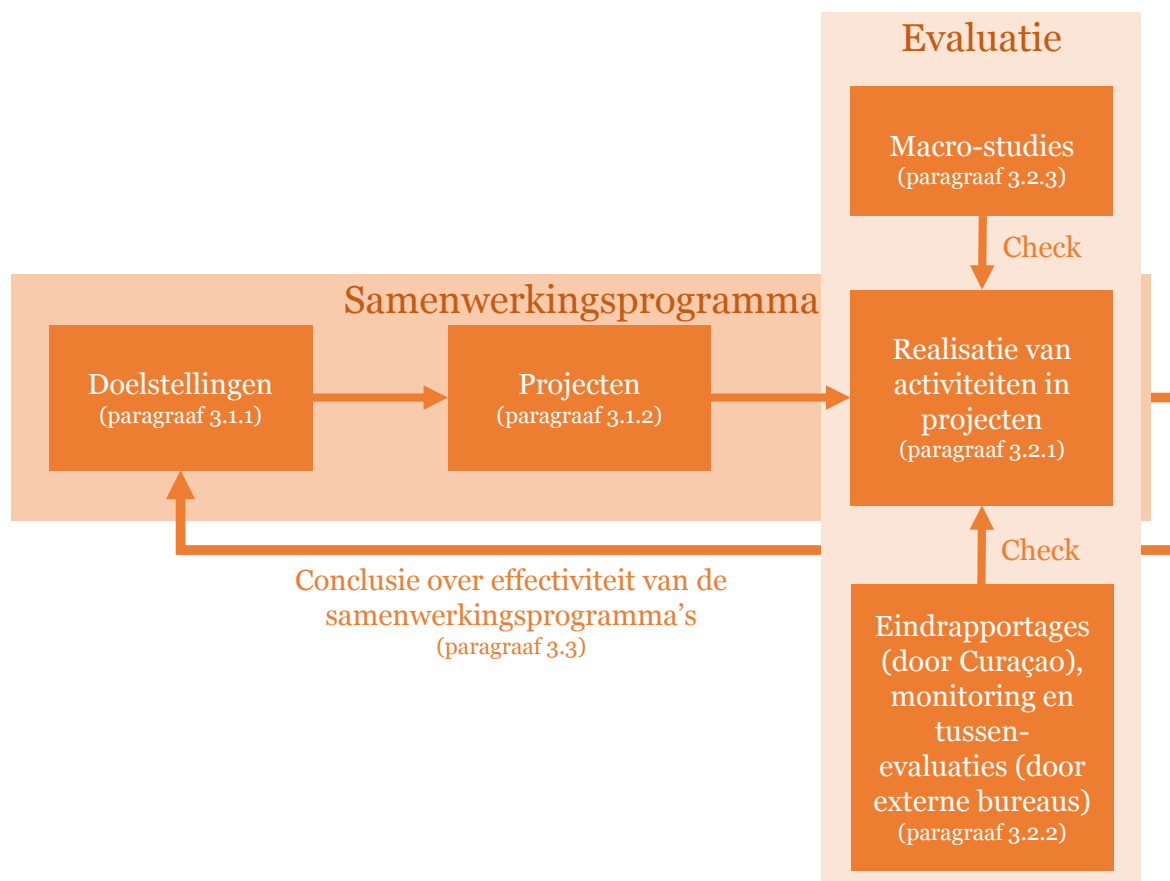 Evaluatie
Macro-studies
(paragraaf 3.2.3)
Check
Samenwerkingsprogramma
Doelstellingen
(paragraaf 3.1.1)
Projecten
(paragraaf 3.1.2)
Realisatie van
activiteiten in
projecten
(paragraaf 3.2.1)
Check
Conclusie over effectiviteit van de
samenwerkingsprogramma’s
(paragraaf 3.3)
Eindrapportages
(door Curaçao),
monitoring en
tussen-
evaluaties (door
externe bureaus)
(paragraaf 3.2.2)